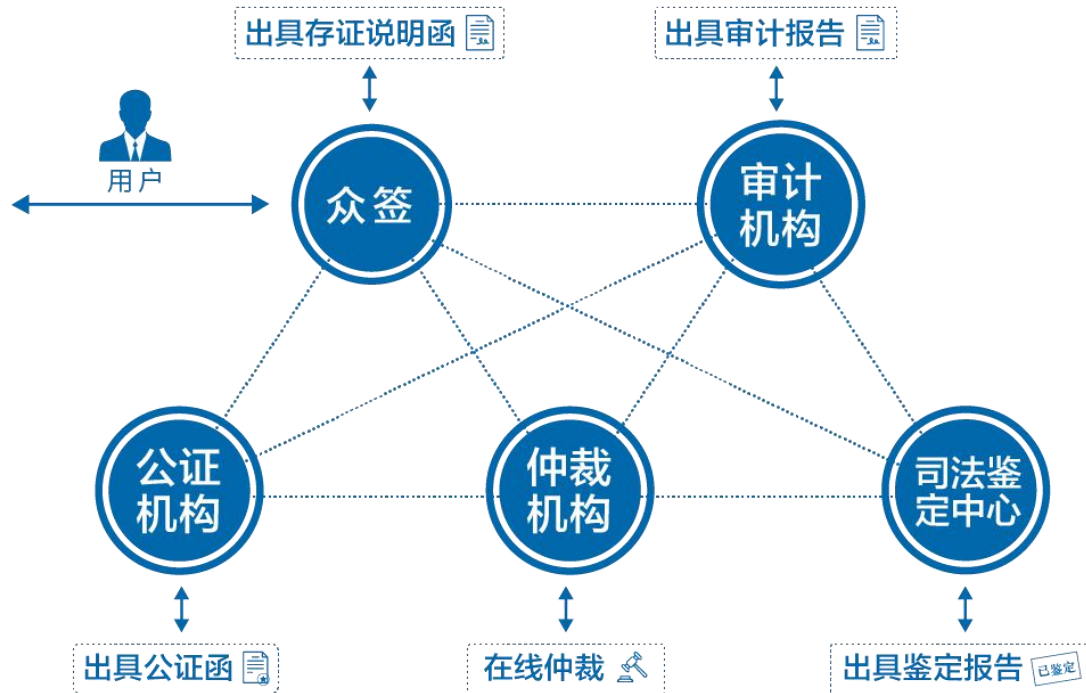 出具存证说明函
出具审计报告
用户
众签
审计
机构
公证
机构
仲裁
机构
司法鉴
定中心
出具公证函
在线仲裁
出具鉴定报告
已鉴定